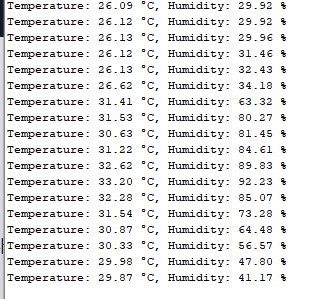 Temperature: 26.09 °C, Humidity: 29.92 %
Temperature: 26.12 °C, Humidity: 29.92 %
Temperature: 26.13 °C, Humidity: 29.96 %
Temperature: 26.12 °C, Humidity: 31.46 %
Temperature: 26.13 °C, Humidity: 32.43 %
Temperature: 26.62 °C, Humidity: 34.18 %
Temperature: 31.41 °C, Humidity: 63.32 %
Temperature: 31.53 °C, Humidity: 80.27 %
Temperature: 30.63 °C, Humidity: 81.45 %
Temperature: 31.22 °C, Humidity: 84.61 %
Temperature: 32.62 °C, Humidity: 89.83 %
Temperature: 33.20 °C, Humidity: 92.23 %
Temperature: 32.28 °C, Humidity: 85.07 %
Temperature: 31.54 °C, Humidity: 73.28 %
Temperature: 30.87 °C, Humidity: 64.48 %
Temperature: 30.33 °C, Humidity: 56.57 %
Temperature: 29.98 °C, Humidity: 47.80 %
Temperature: 29.87 °C, Humidity: 41.17 %